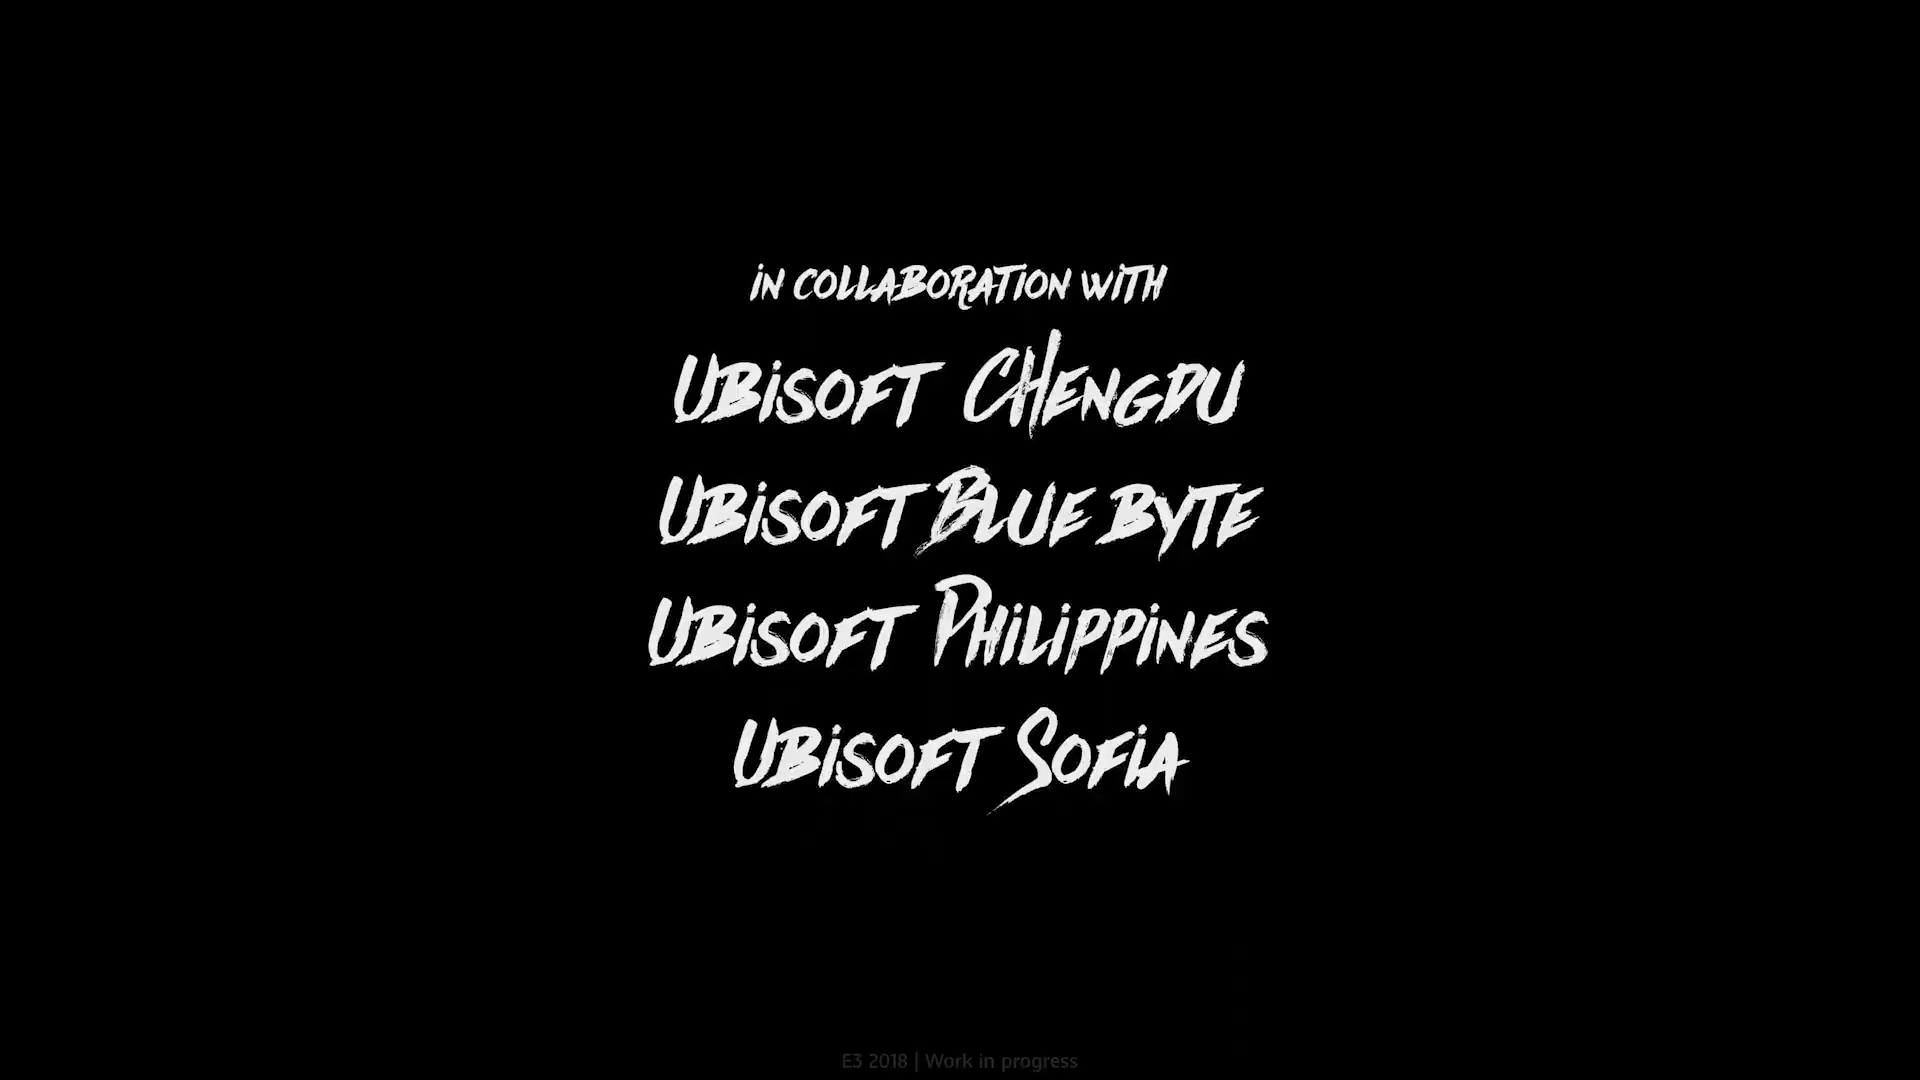 in collaboration with
Ubisoft Chengdu
Ubisoft Blue Byte
Ubisoft Philippines
Ubisoft Sofia
E3 2018 | Work in progress